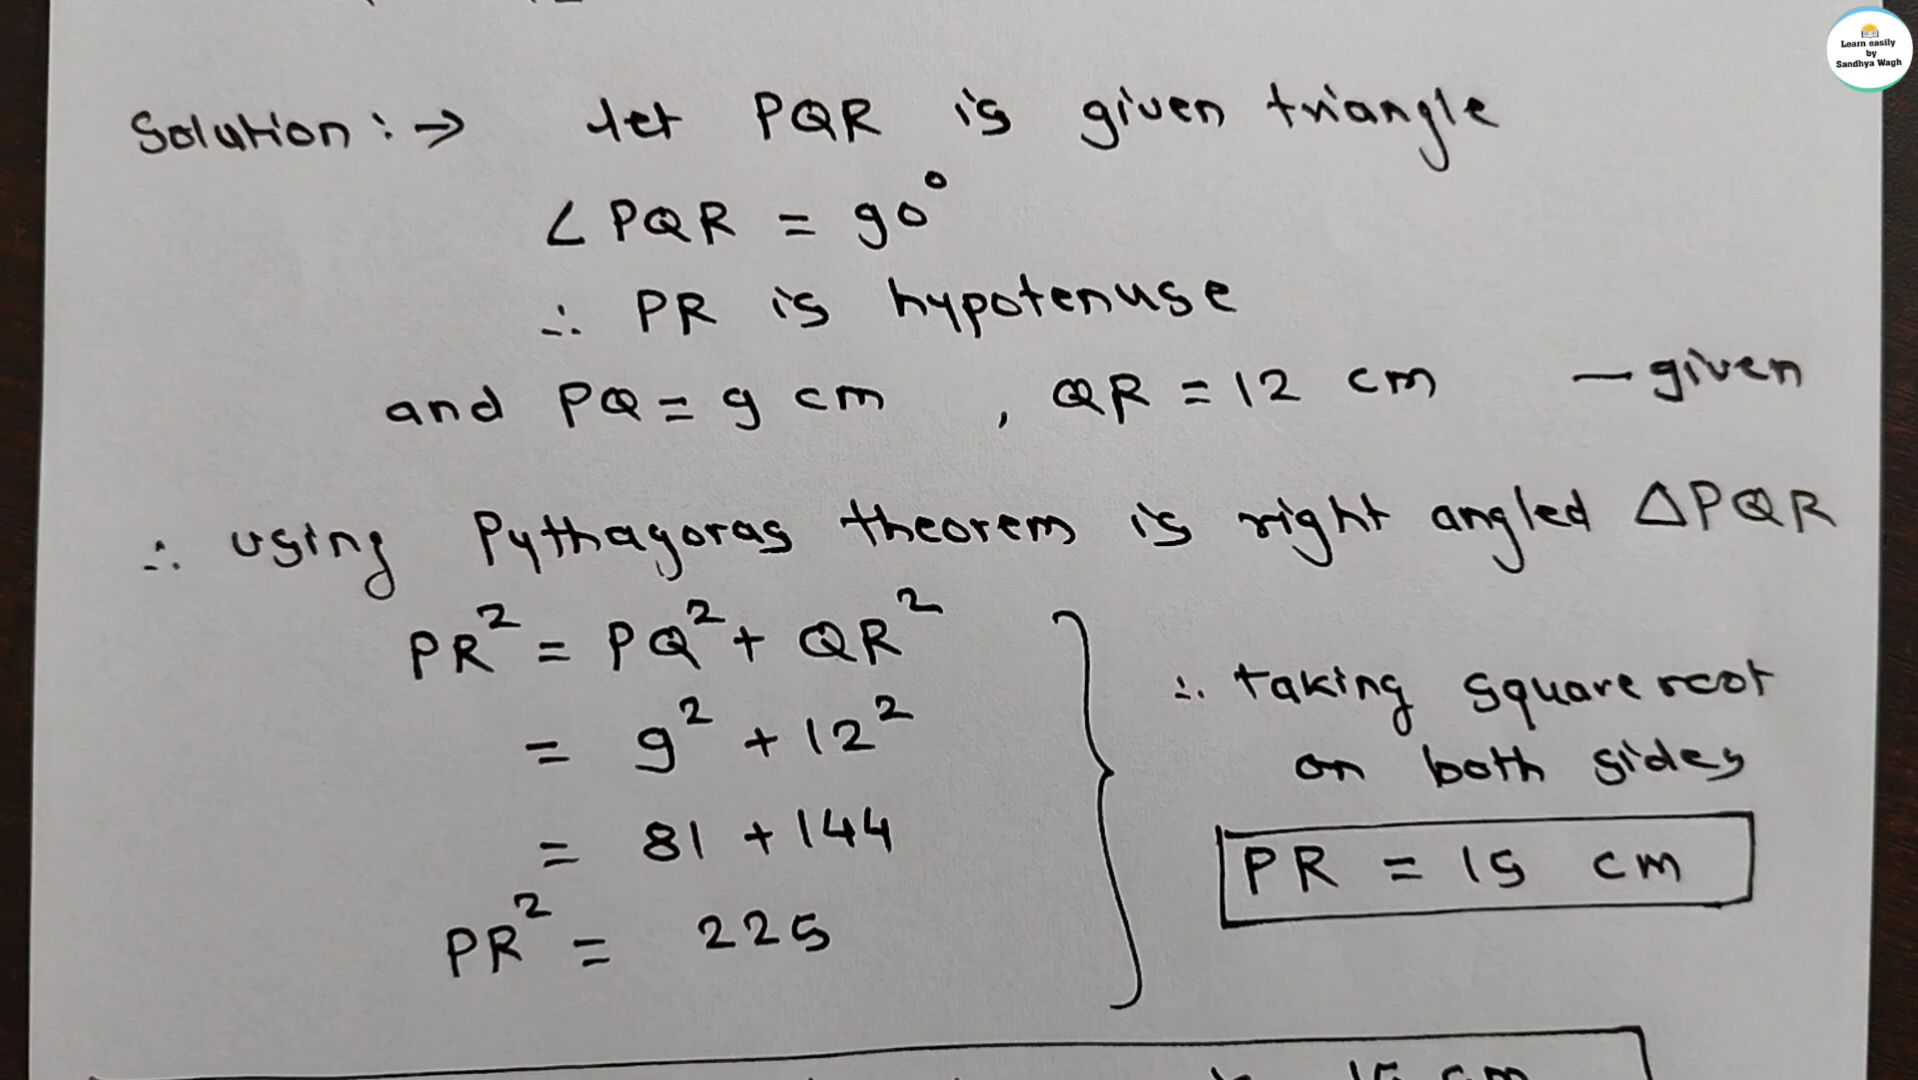 Learn easily
by
Sandhya Wagh
Solution :→ let PQR is given triangle
∠PQR = 90°
∴ PR is hypotenuse
and PQ = 9 cm , QR = 12 cm — given
∴ using Pythagoras theorem is right angled △PQR
PR² = PQ² + QR²
= 9² + 12²
= 81 + 144
PR² = 225
∴ taking square root
on both sides
PR = 15 cm
15 cm